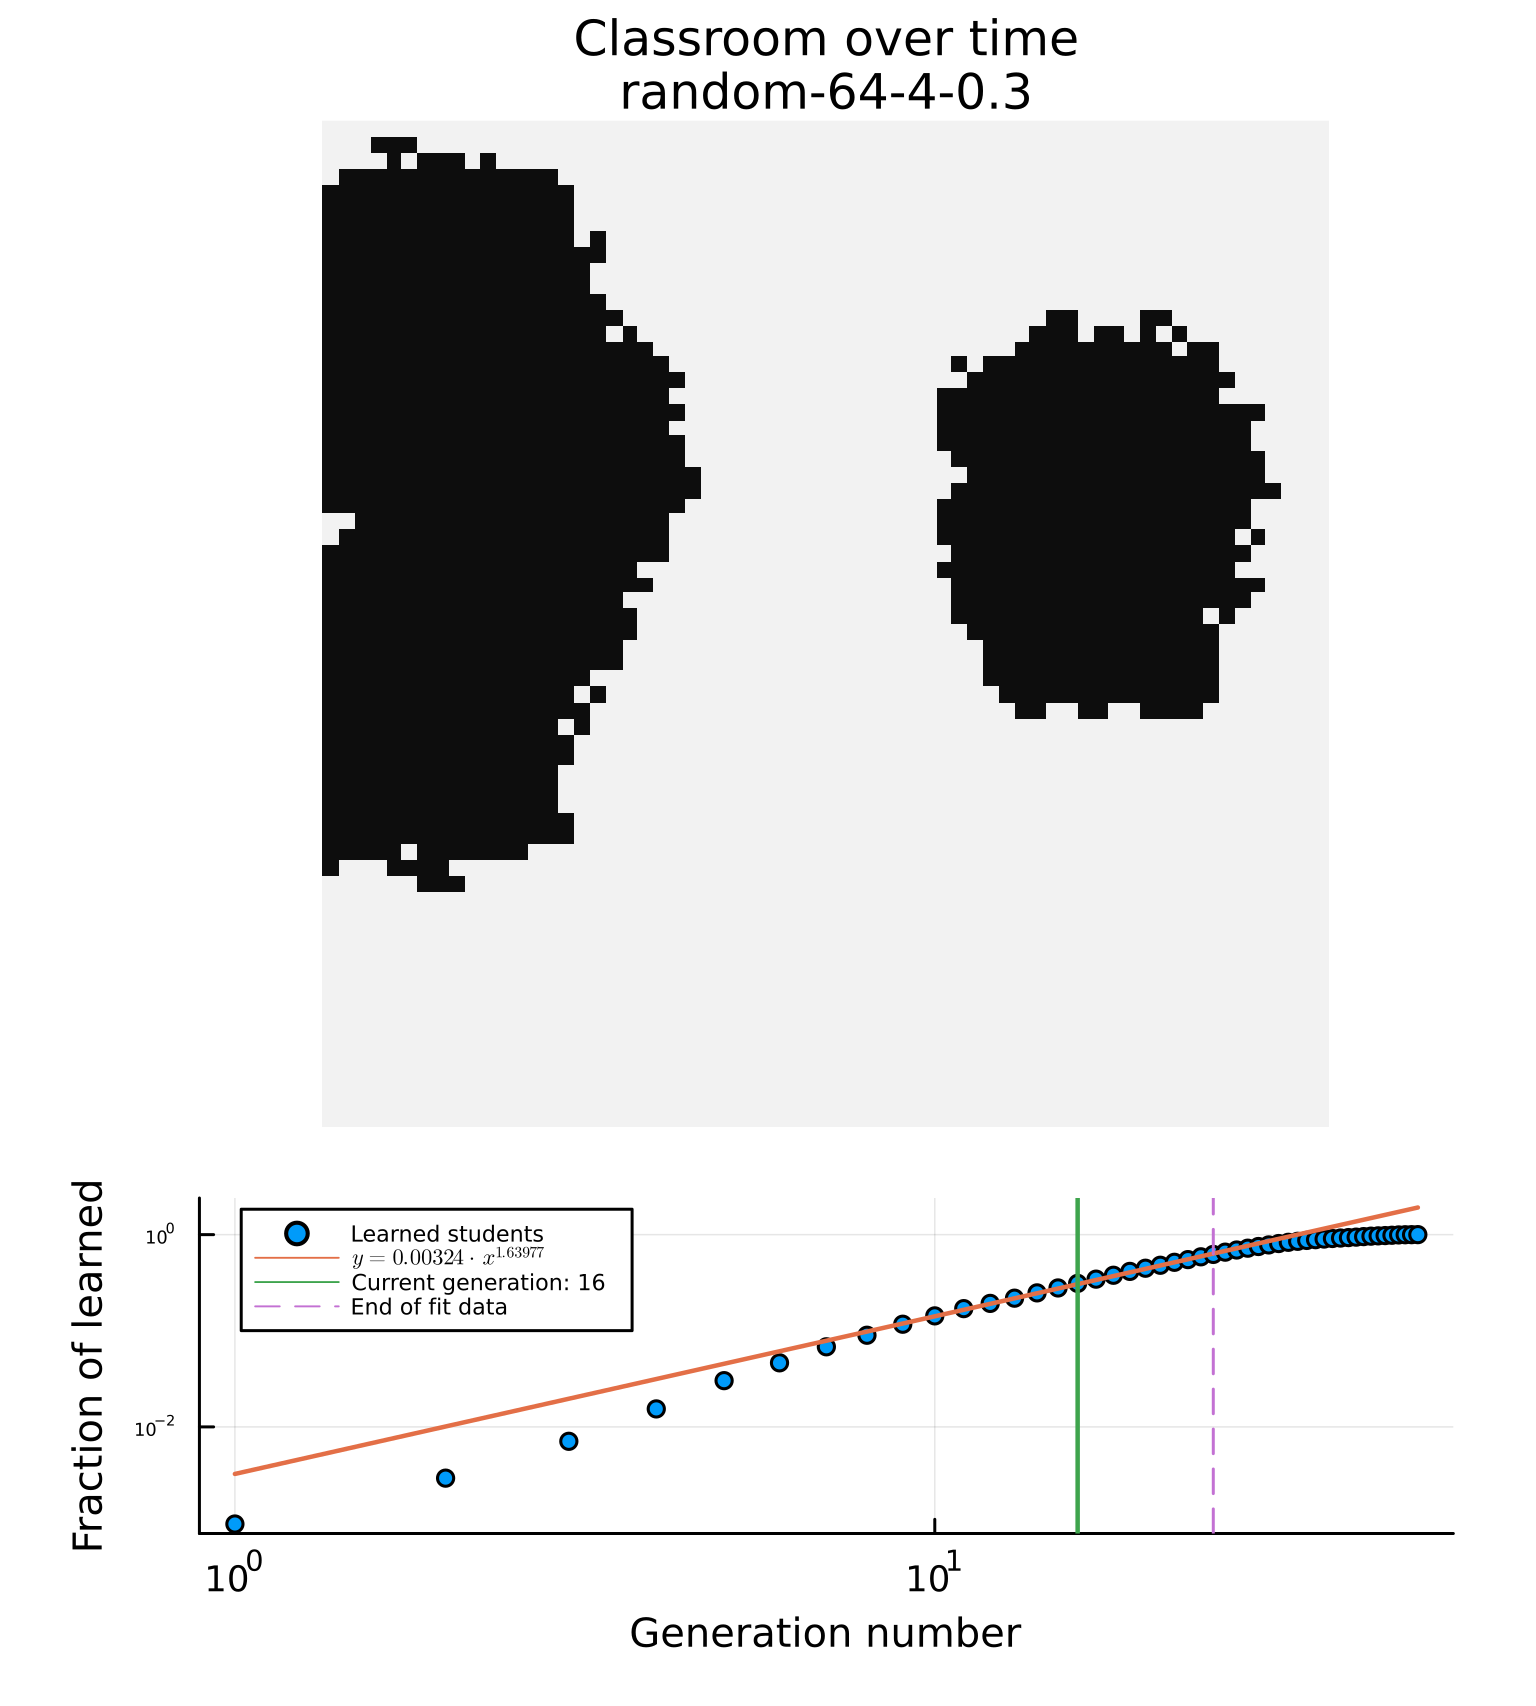 Classroom over time
random-64-4-0.3
Fraction of learned
10^0
10^-2
Learned students
y = 0.00324 · x^1.63977
Current generation: 16
End of fit data
10^0 10^1
Generation number